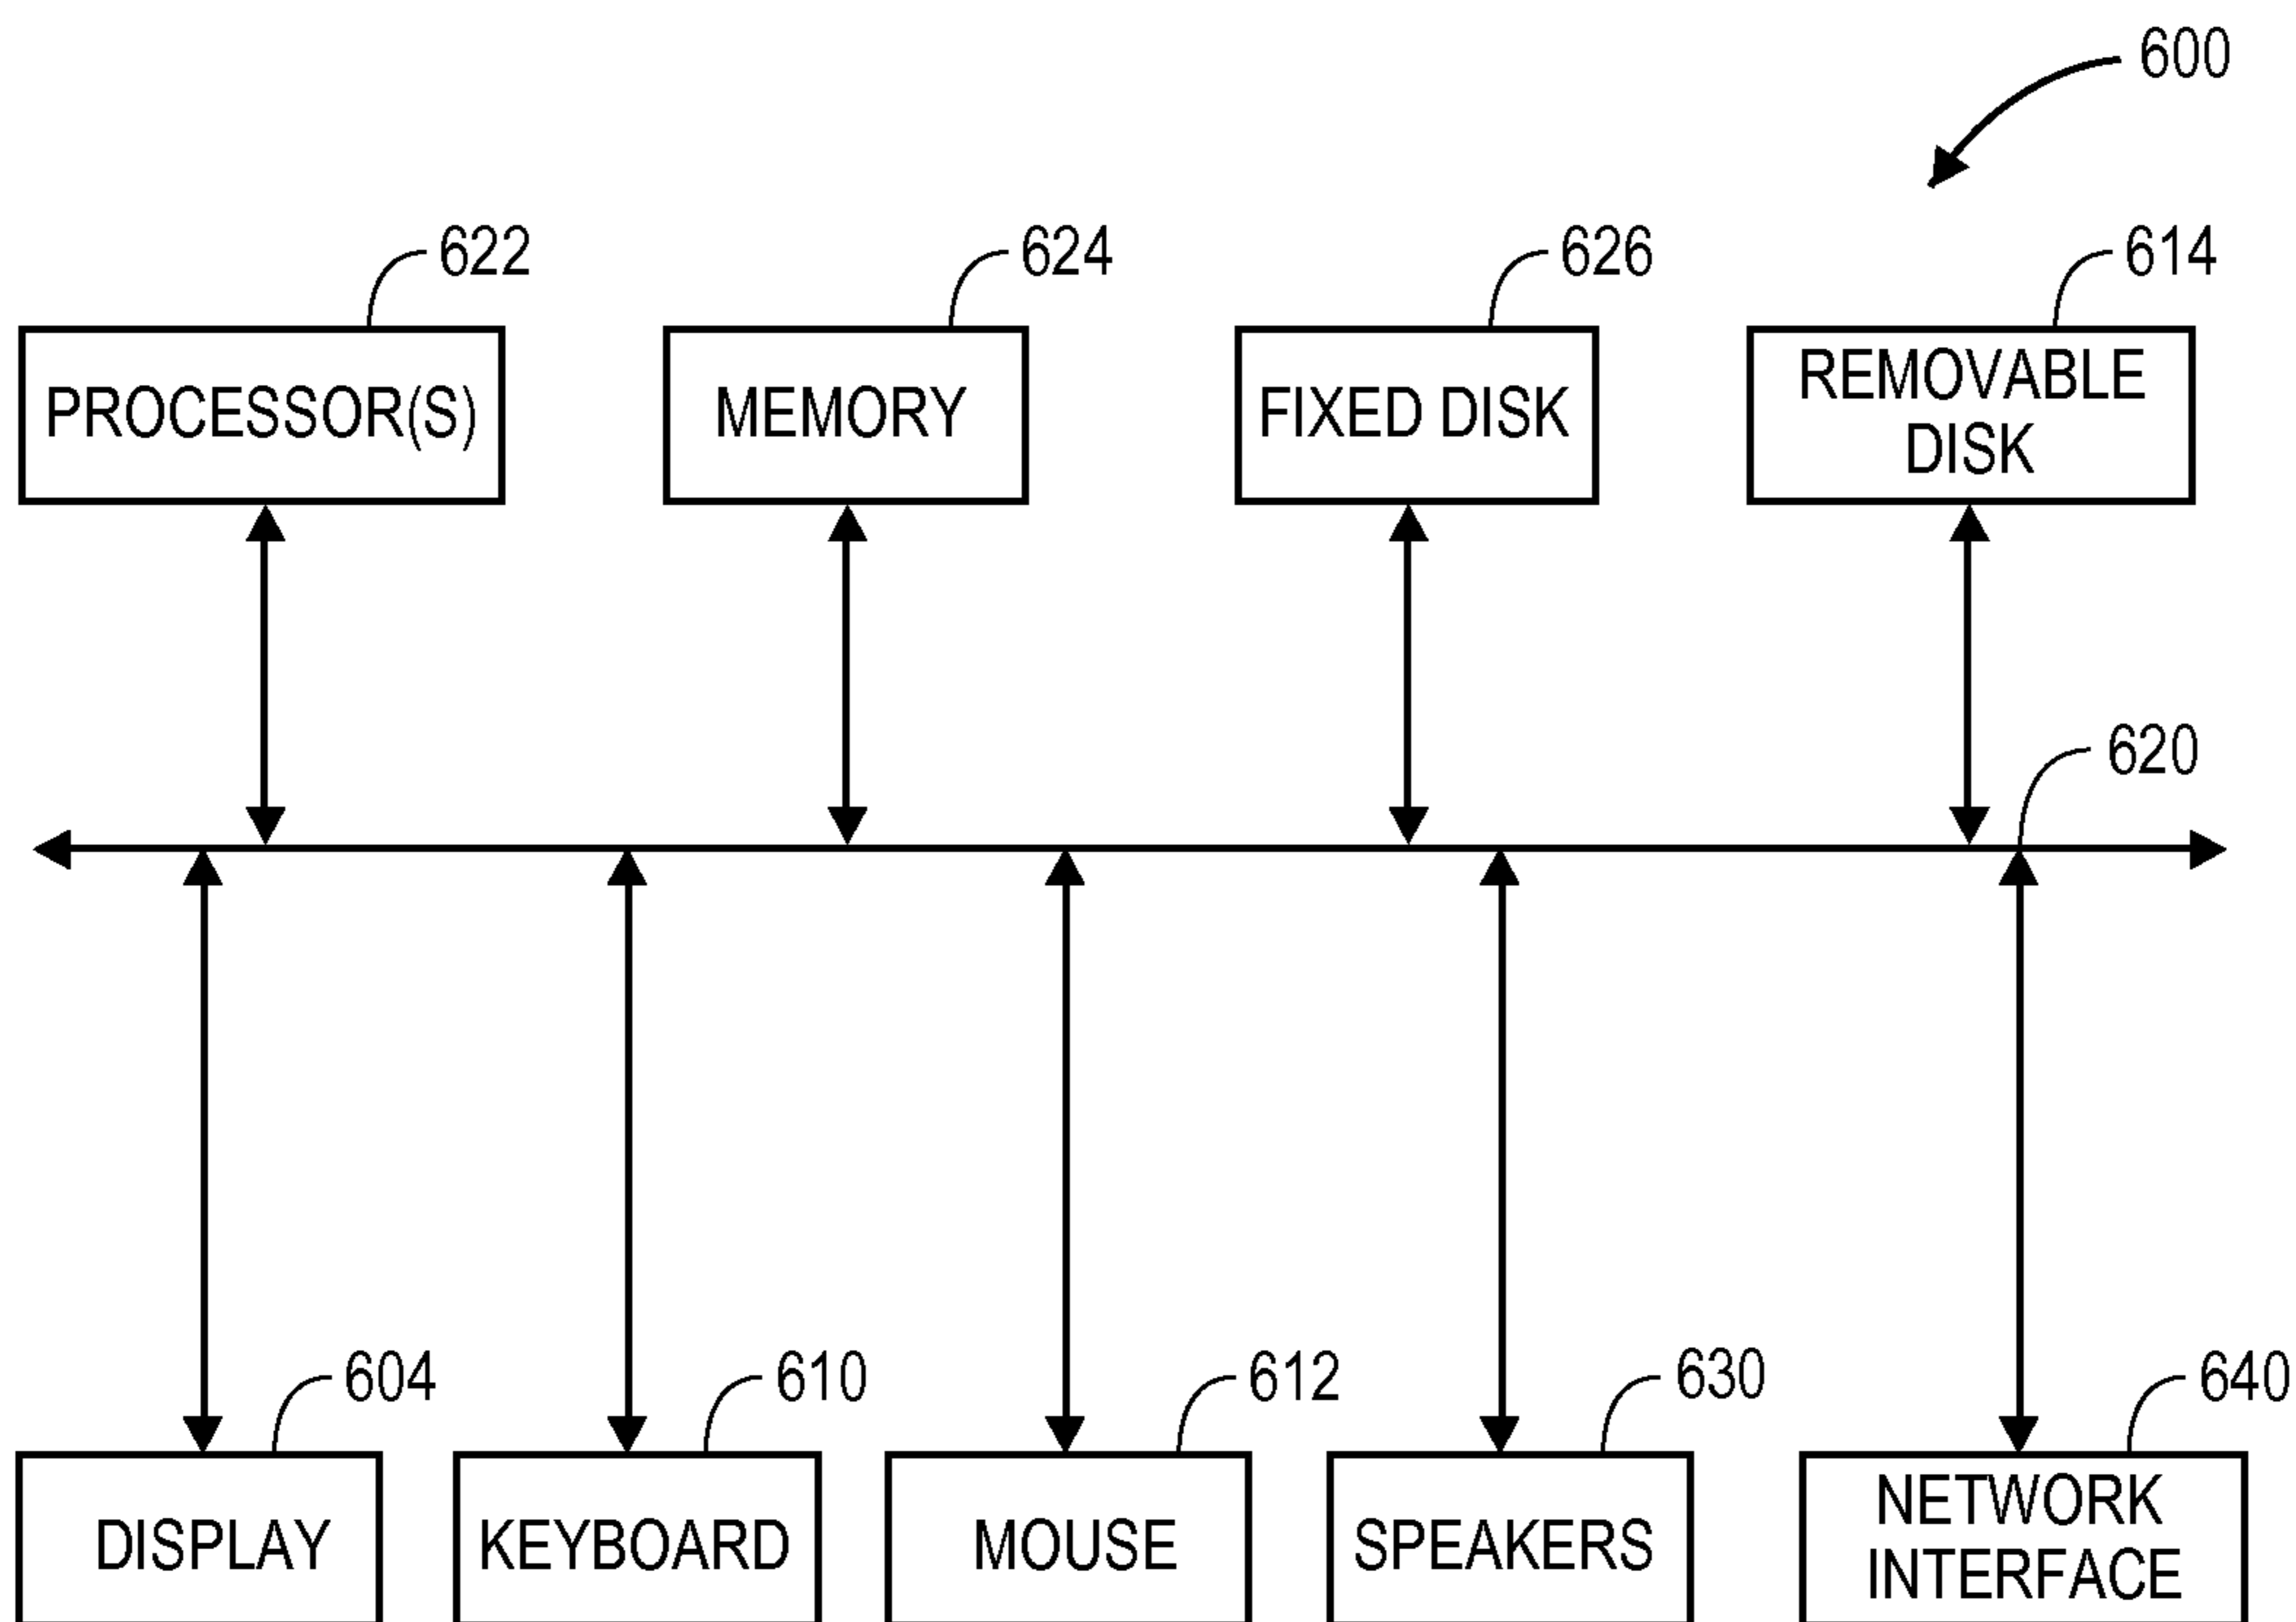 600
622
624
626
614
PROCESSOR(S)
MEMORY
FIXED DISK
REMOVABLE
DISK
620
604
610
612
630
640
DISPLAY
KEYBOARD
MOUSE
SPEAKERS
NETWORK
INTERFACE